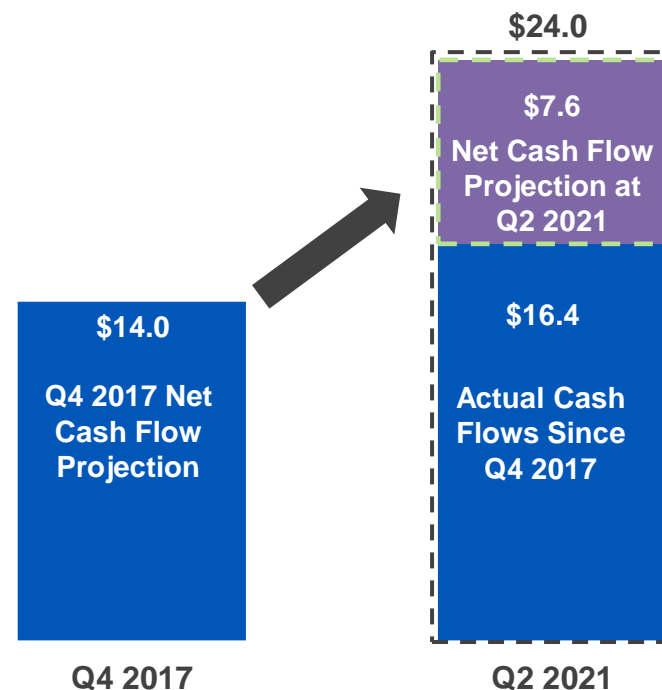 $24.0
$7.6
Net Cash Flow
Projection at
Q2 2021
$14.0
Q4 2017 Net
Cash Flow
Projection
$16.4
Actual Cash
Flows Since
Q4 2017
Q4 2017
Q2 2021